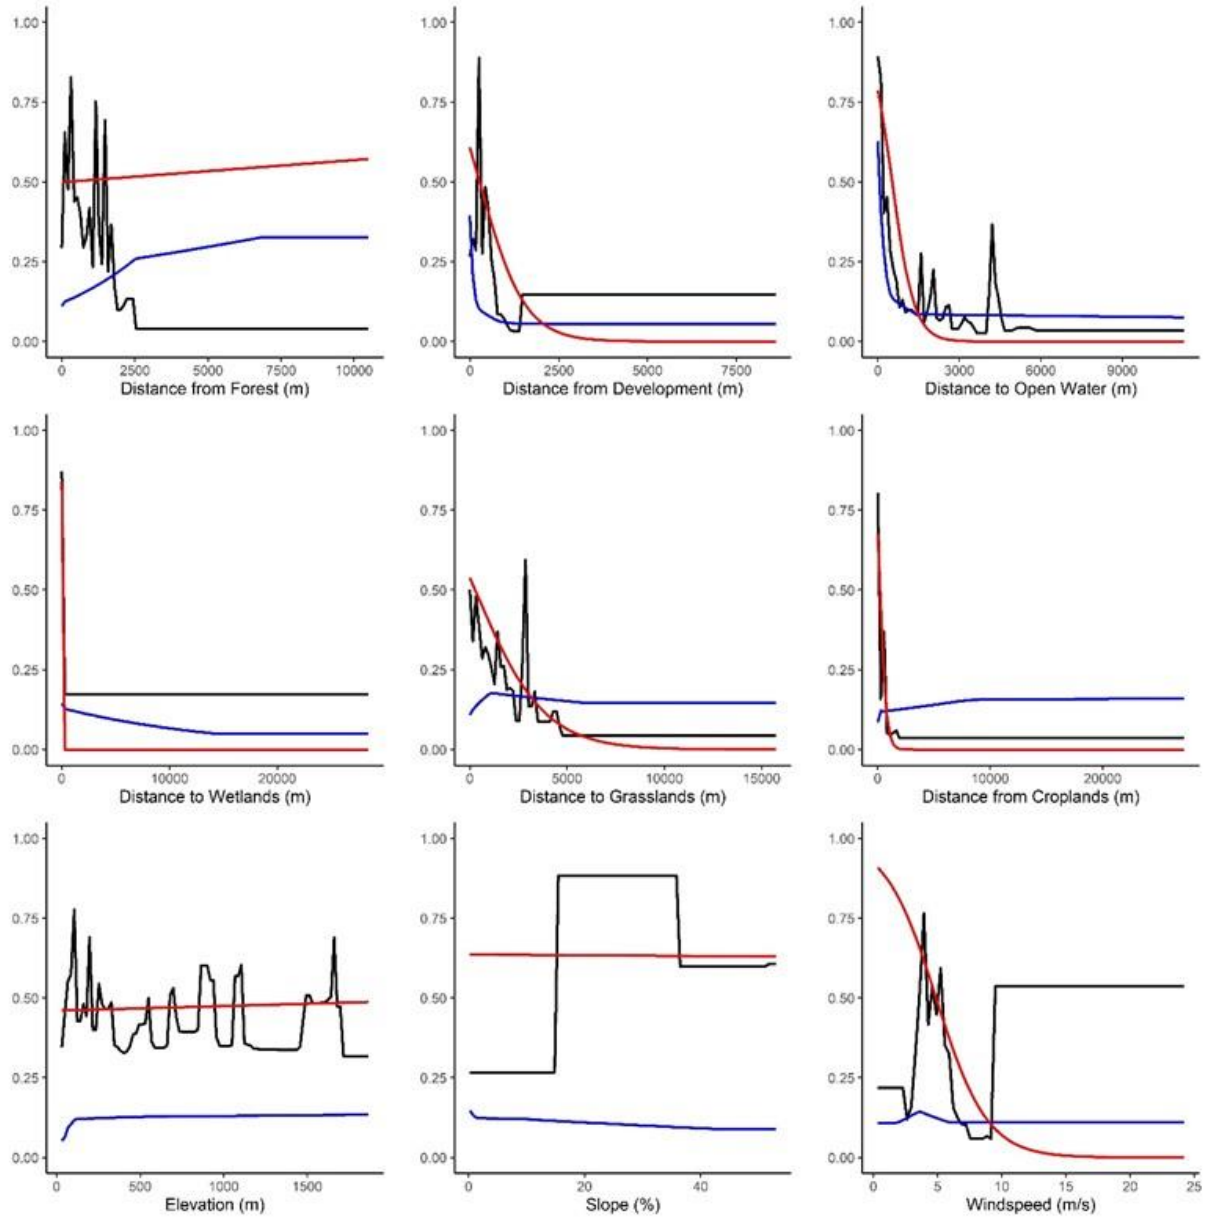 1.00 1.00 1.00
0.75 0.75 0.75
0.50 0.50 0.50
0.25 0.25 0.25
0.00 0.00 0.00
0 2500 5000 7500 10000 0 2500 5000 7500 0 3000 6000 9000
Distance from Forest (m) Distance from Development (m) Distance to Open Water (m)
1.00 1.00 1.00
0.75 0.75 0.75
0.50 0.50 0.50
0.25 0.25 0.25
0.00 0.00 0.00
0 10000 20000 0 5000 10000 15000 0 10000 20000
Distance to Wetlands (m) Distance to Grasslands (m) Distance from Croplands (m)
1.00 1.00 1.00
0.75 0.75 0.75
0.50 0.50 0.50
0.25 0.25 0.25
0.00 0.00 0.00
0 500 1000 1500 0 20 40 0 5 10 15 20 25
Elevation (m) Slope (%) Windspeed (m/s)